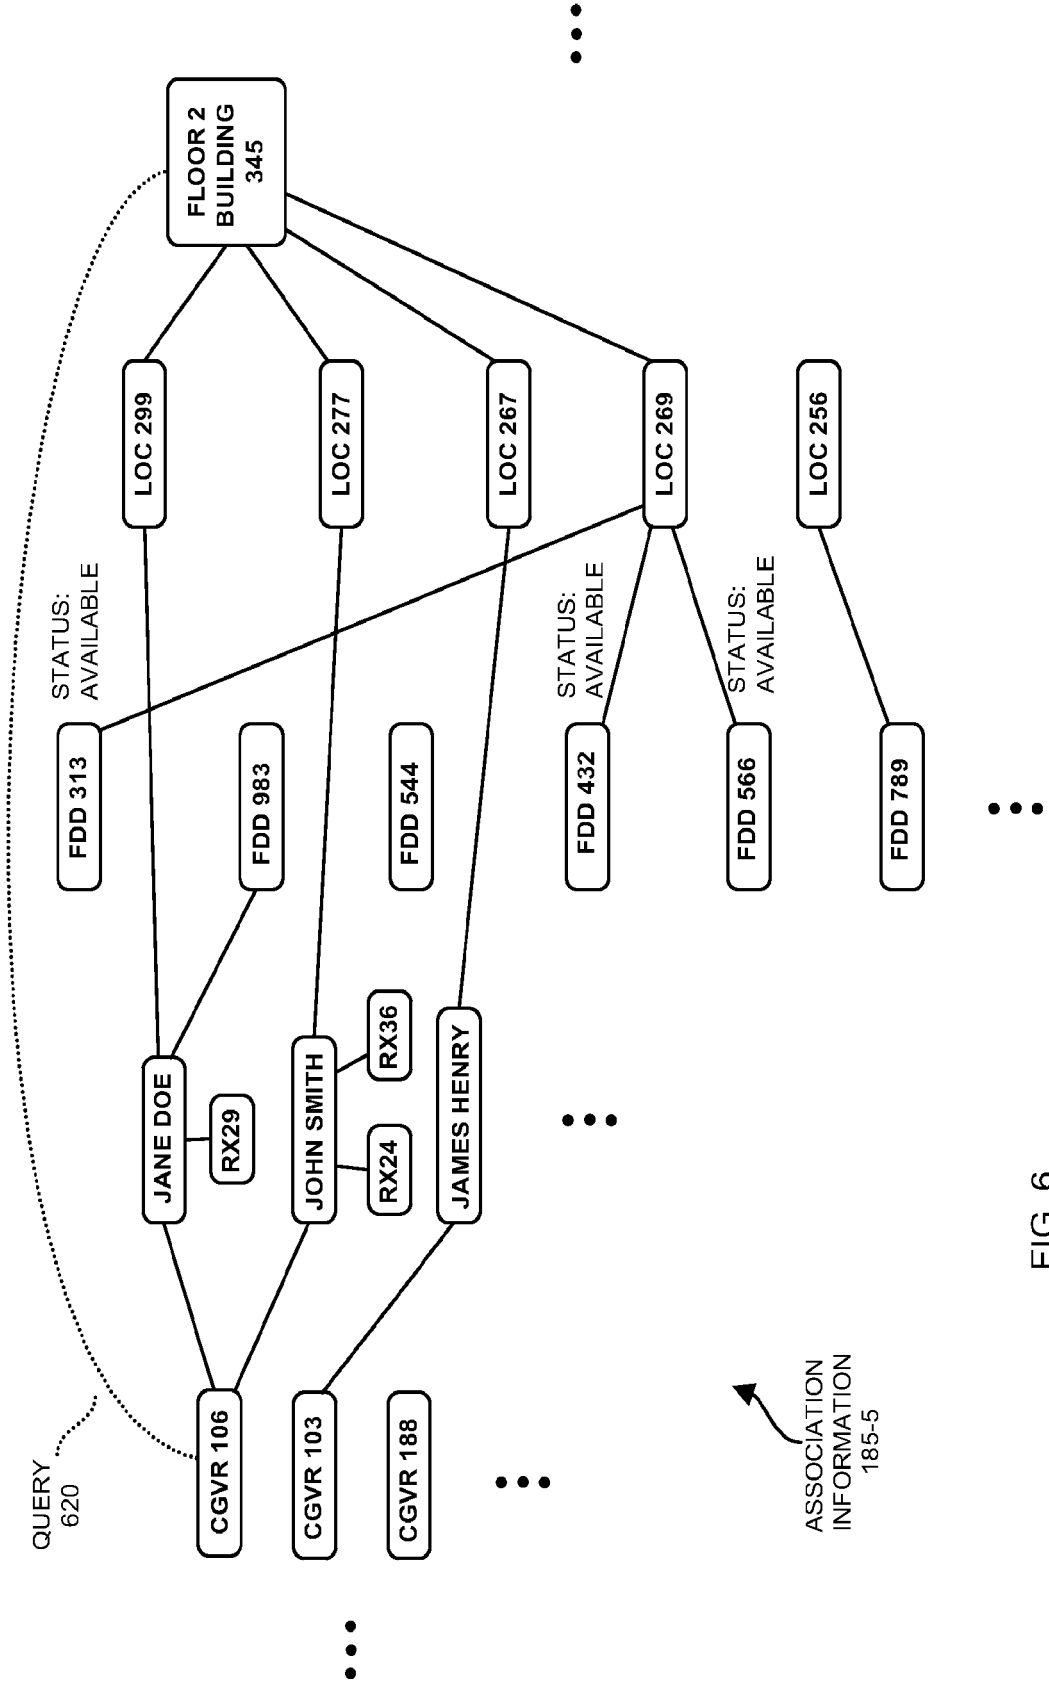 QUERY
620
CGVR 106
CGVR 103
CGVR 188
JANE DOE
RX29
JOHN SMITH
RX24
RX36
JAMES HENRY
FDD 313
STATUS:
AVAILABLE
FDD 983
FDD 544
FDD 432
STATUS:
AVAILABLE
FDD 566
STATUS:
AVAILABLE
FDD 789
LOC 299
LOC 277
LOC 267
LOC 269
LOC 256
FLOOR 2
BUILDING
345
ASSOCIATION
INFORMATION
185-5
FIG. 6